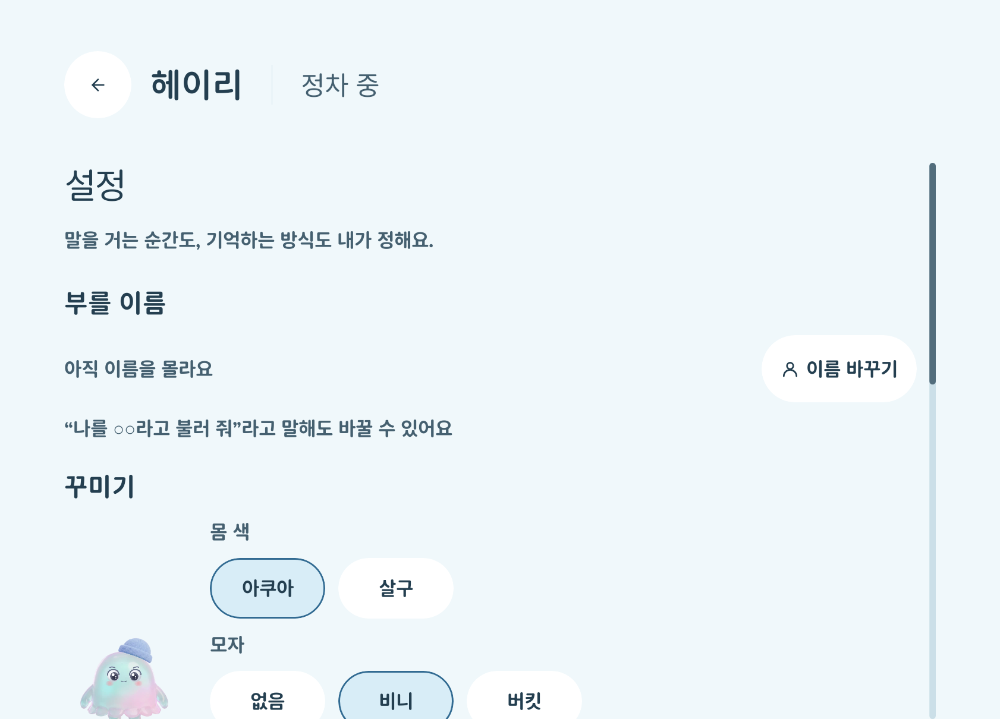 헤이리
정차 중
설정
말을 거는 순간도, 기억하는 방식도 내가 정해요.
부를 이름
아직 이름을 몰라요
이름 바꾸기
“나를 ○○라고 불러 줘”라고 말해도 바꿀 수 있어요
꾸미기
몸 색
아쿠아
살구
모자
없음
비니
버킷